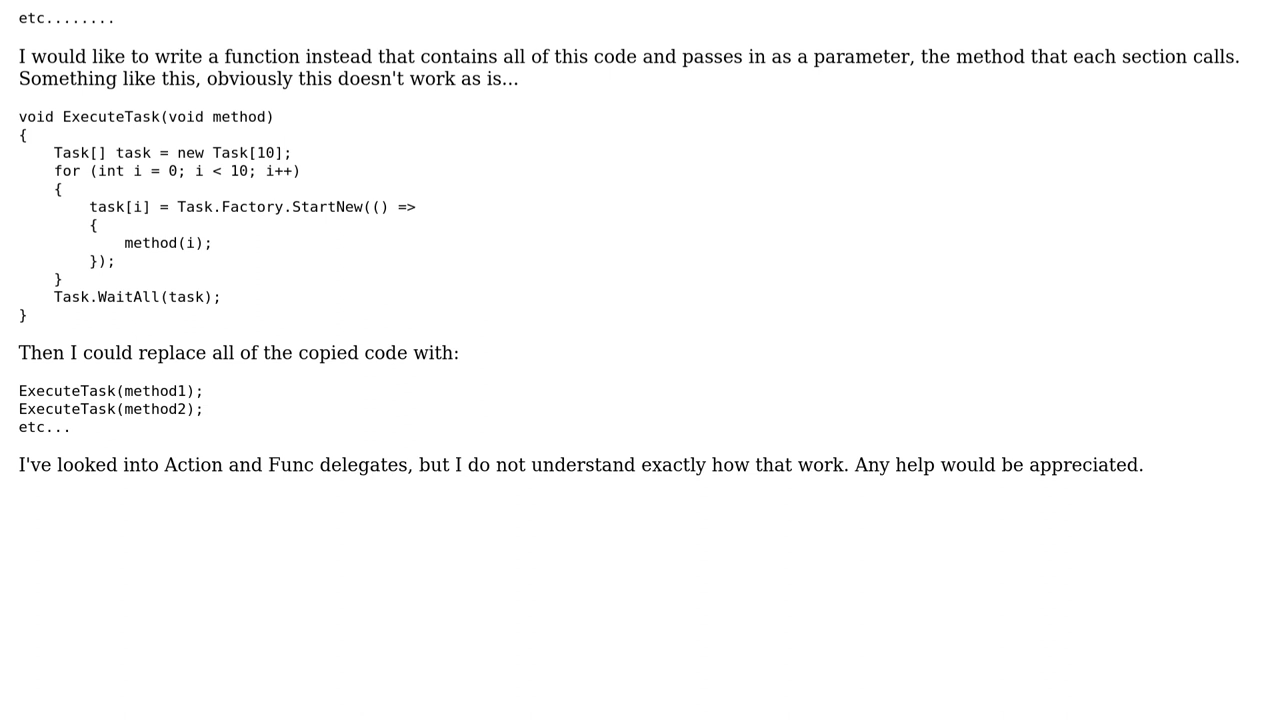 etc........
I would like to write a function instead that contains all of this code and passes in as a parameter, the method that each section calls.
Something like this, obviously this doesn't work as is...
void ExecuteTask(void method)
{
    Task[] task = new Task[10];
    for (int i = 0; i < 10; i++)
    {
        task[i] = Task.Factory.StartNew(() =>
        {
            method(i);
        });
    }
    Task.WaitAll(task);
}
Then I could replace all of the copied code with:
ExecuteTask(method1);
ExecuteTask(method2);
etc...
I've looked into Action and Func delegates, but I do not understand exactly how that work. Any help would be appreciated.